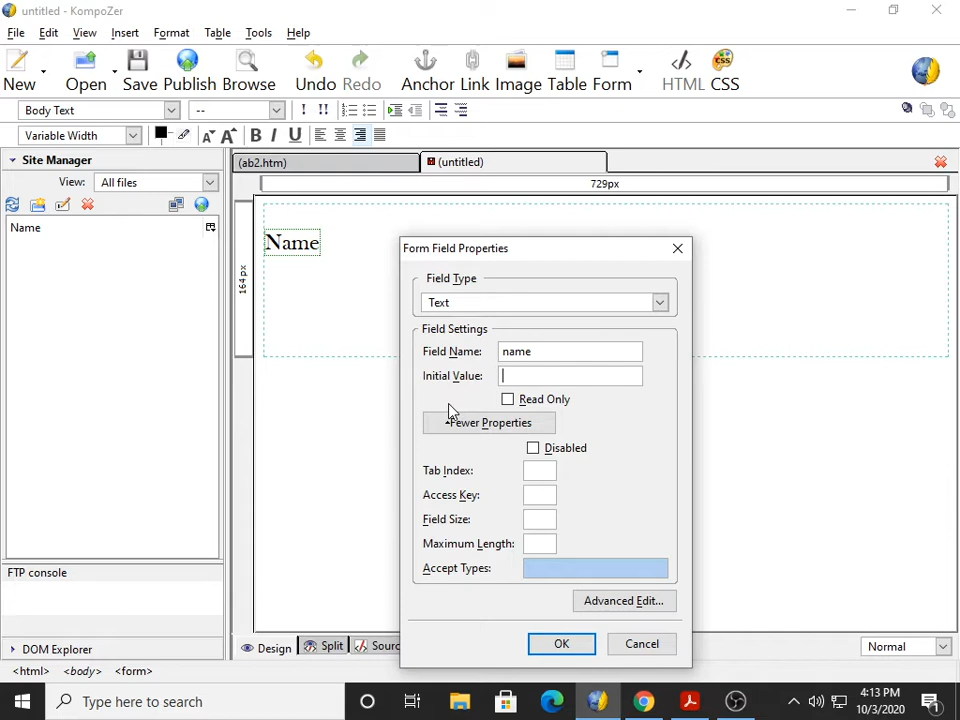 untitled - KompoZer
File Edit View Insert Format Table Tools Help
New Open Save Publish Browse Undo Redo Anchor Link Image Table Form HTML CSS
Body Text --
Variable Width
Site Manager
(ab2.htm) (untitled)
View: All files
729px
Name
164px
Name
Form Field Properties
Field Type
Text
Field Settings
Field Name: name
Initial Value:
Read Only
Fewer Properties
Disabled
Tab Index:
Access Key:
Field Size:
Maximum Length:
Accept Types:
Advanced Edit...
OK Cancel
FTP console
DOM Explorer
Design Split Sourc
Normal
<html> <body> <form>
Type here to search
4:13 PM
10/3/2020
1